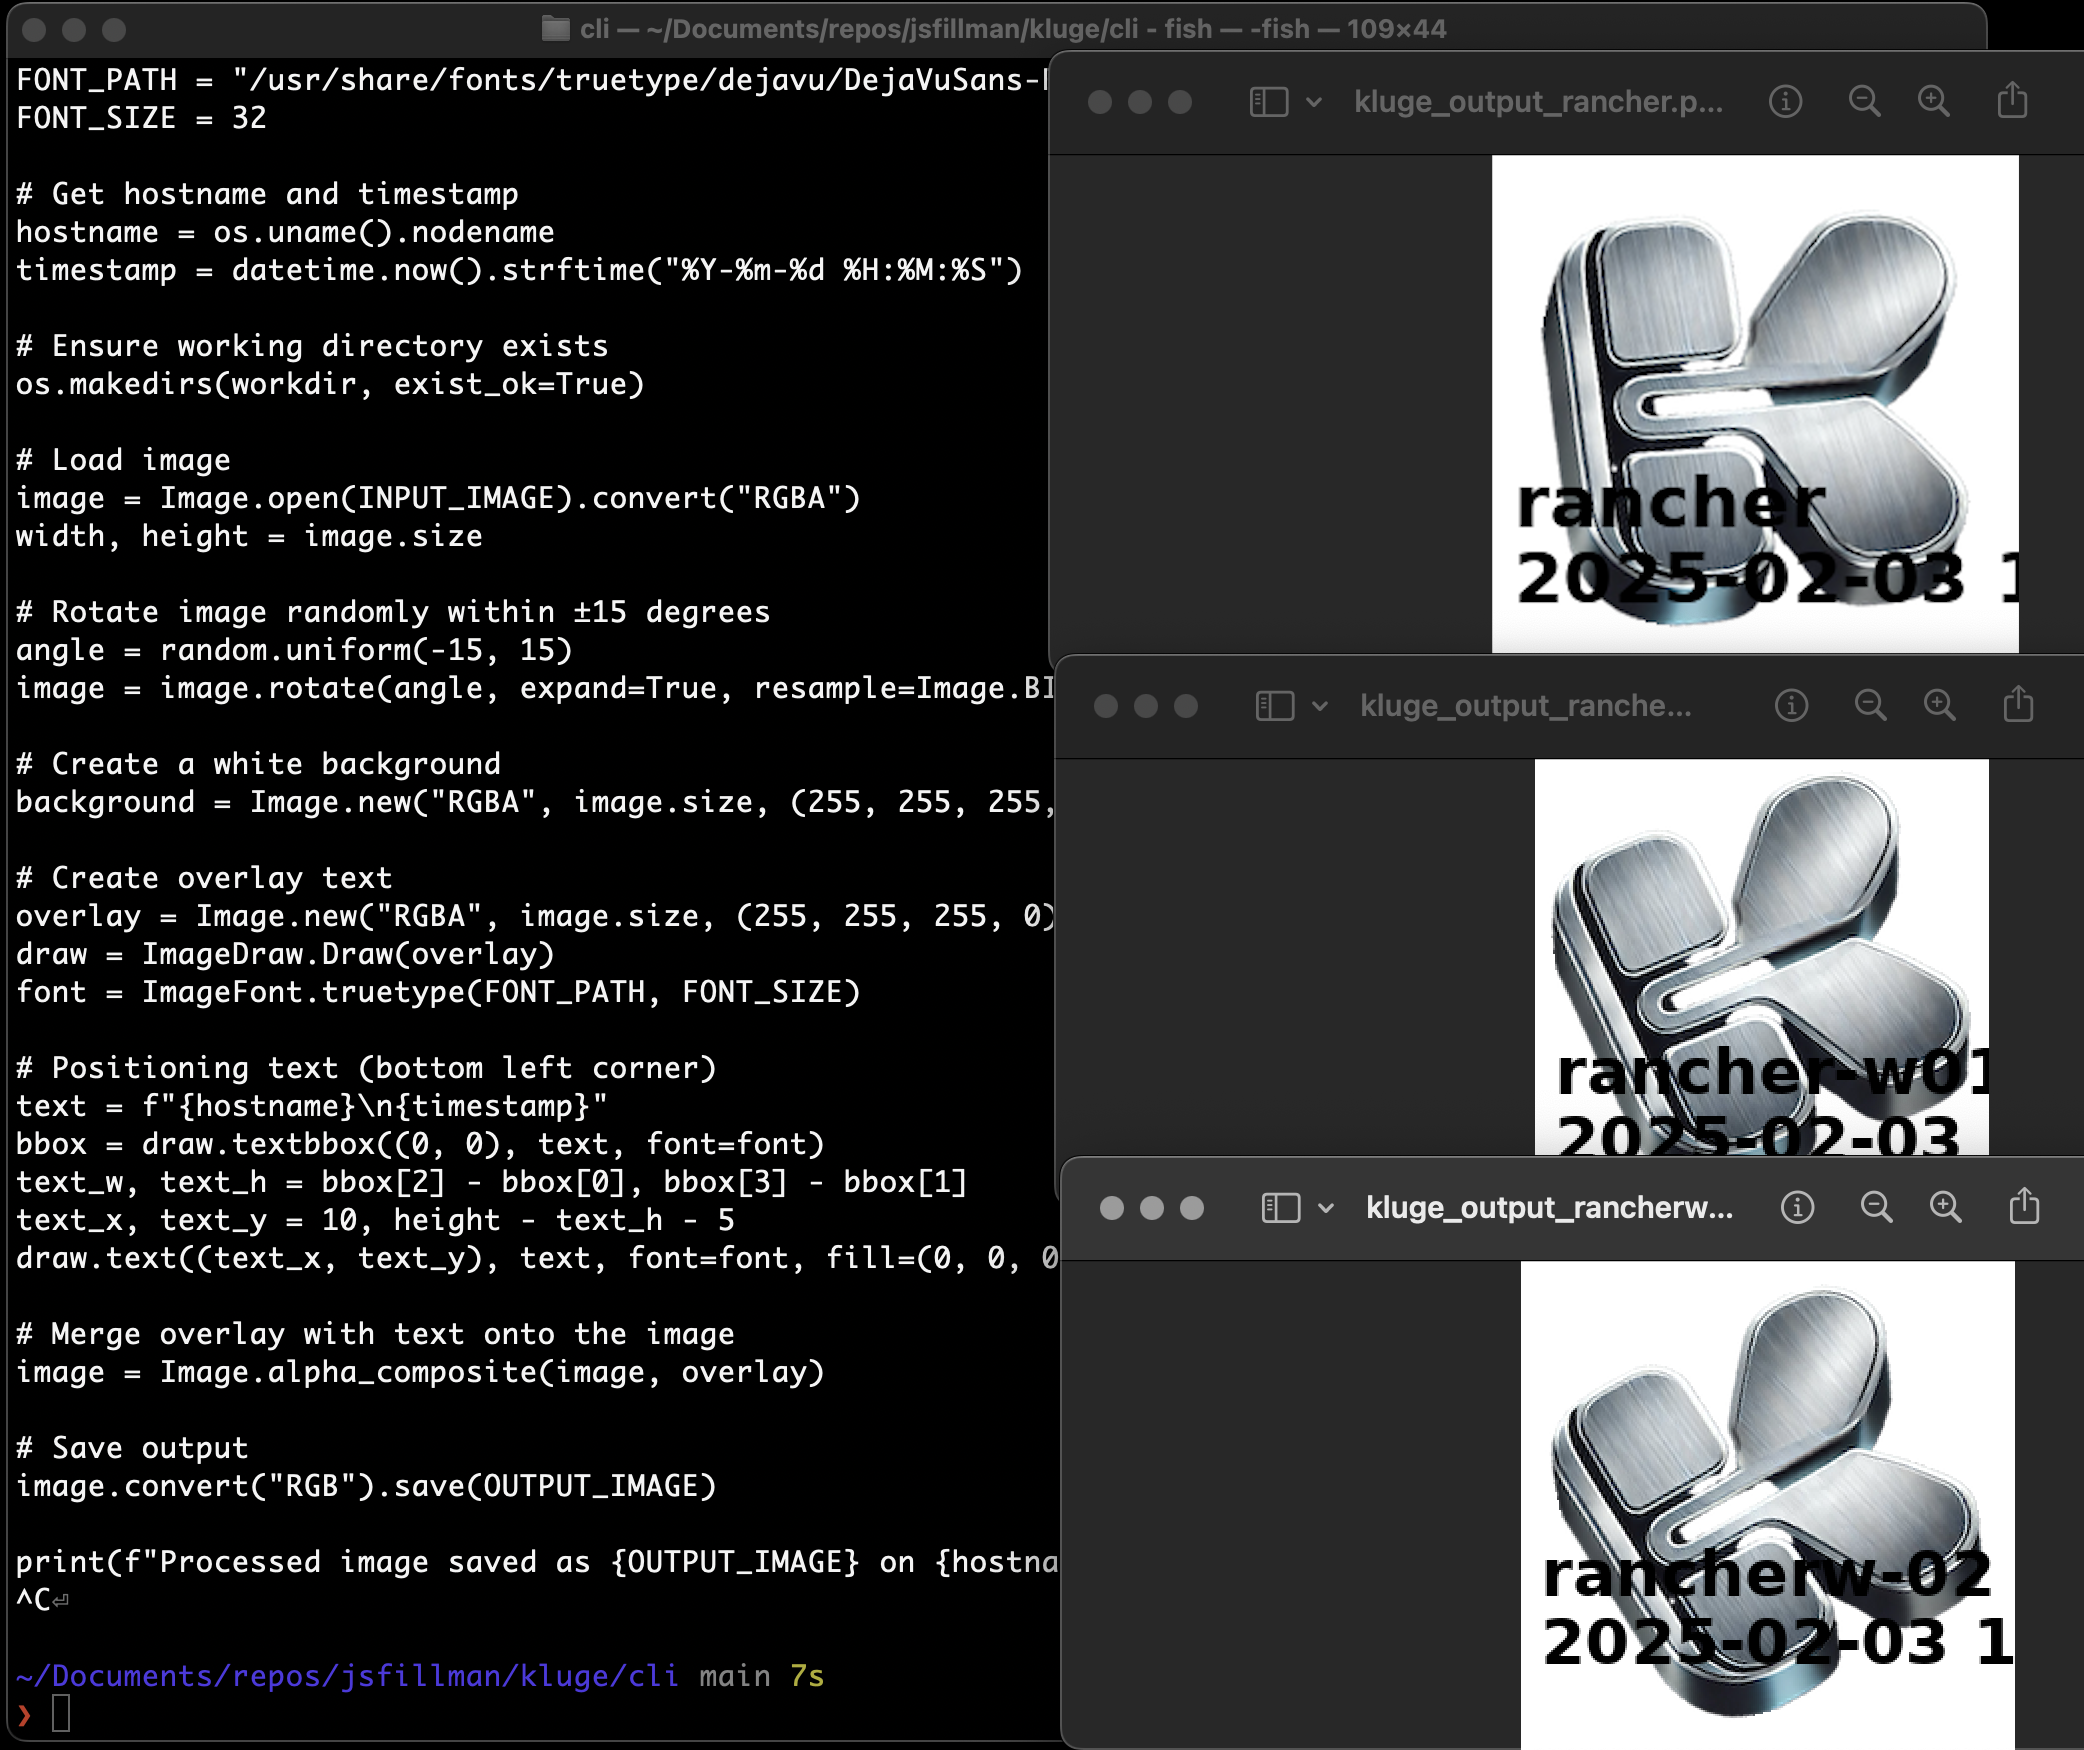 cli — ~/Documents/repos/jsfillman/kluge/cli - fish — -fish — 109×44
FONT_PATH = "/usr/share/fonts/truetype/dejavu/DejaVuSans-
FONT_SIZE = 32
# Get hostname and timestamp
hostname = os.uname().nodename
timestamp = datetime.now().strftime("%Y-%m-%d %H:%M:%S")
# Ensure working directory exists
os.makedirs(workdir, exist_ok=True)
# Load image
image = Image.open(INPUT_IMAGE).convert("RGBA")
width, height = image.size
# Rotate image randomly within ±15 degrees
angle = random.uniform(-15, 15)
image = image.rotate(angle, expand=True, resample=Image.BI
# Create a white background
background = Image.new("RGBA", image.size, (255, 255, 255,
# Create overlay text
overlay = Image.new("RGBA", image.size, (255, 255, 255, 0)
draw = ImageDraw.Draw(overlay)
font = ImageFont.truetype(FONT_PATH, FONT_SIZE)
# Positioning text (bottom left corner)
text = f"{hostname}\n{timestamp}"
bbox = draw.textbbox((0, 0), text, font=font)
text_w, text_h = bbox[2] - bbox[0], bbox[3] - bbox[1]
text_x, text_y = 10, height - text_h - 5
draw.text((text_x, text_y), text, font=font, fill=(0, 0, 0
# Merge overlay with text onto the image
image = Image.alpha_composite(image, overlay)
# Save output
image.convert("RGB").save(OUTPUT_IMAGE)
print(f"Processed image saved as {OUTPUT_IMAGE} on {hostna
^C⏎
~/Documents/repos/jsfillman/kluge/cli main 7s
❯
kluge_output_rancher.p...
rancher
2025-02-03 1
kluge_output_ranche...
rancher-w01
2025-02-03
kluge_output_rancherw...
rancherw-02
2025-02-03 1